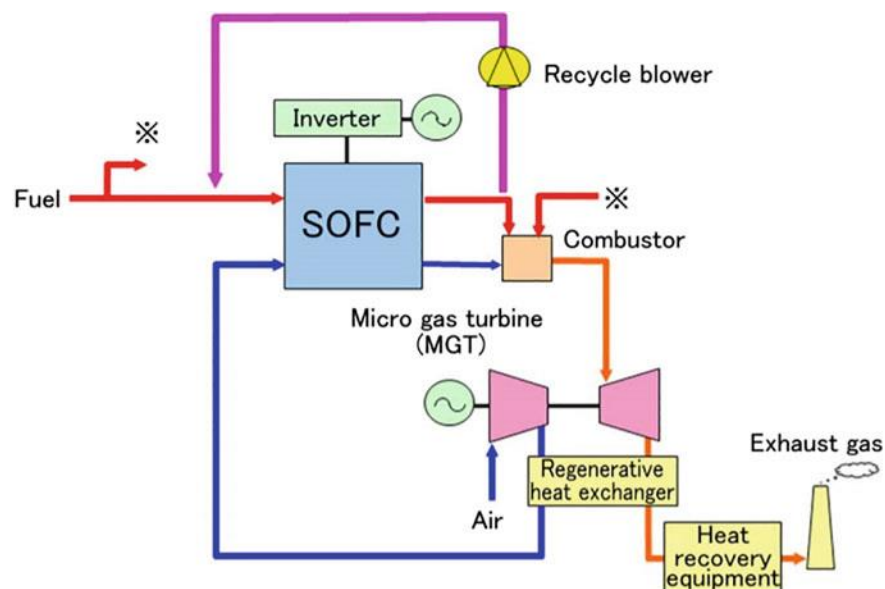 Recycle blower
Inverter
※
Fuel
SOFC
※
Combustor
Micro gas turbine
(MGT)
Exhaust gas
Regenerative
heat exchanger
Air
Heat
recovery
equipment